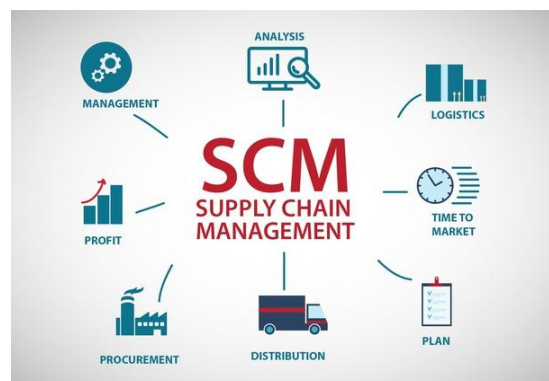 ANALYSIS
MANAGEMENT
LOGISTICS
SCM
SUPPLY CHAIN
MANAGEMENT
TIME TO
MARKET
PROFIT
PLAN
DISTRIBUTION
PROCUREMENT